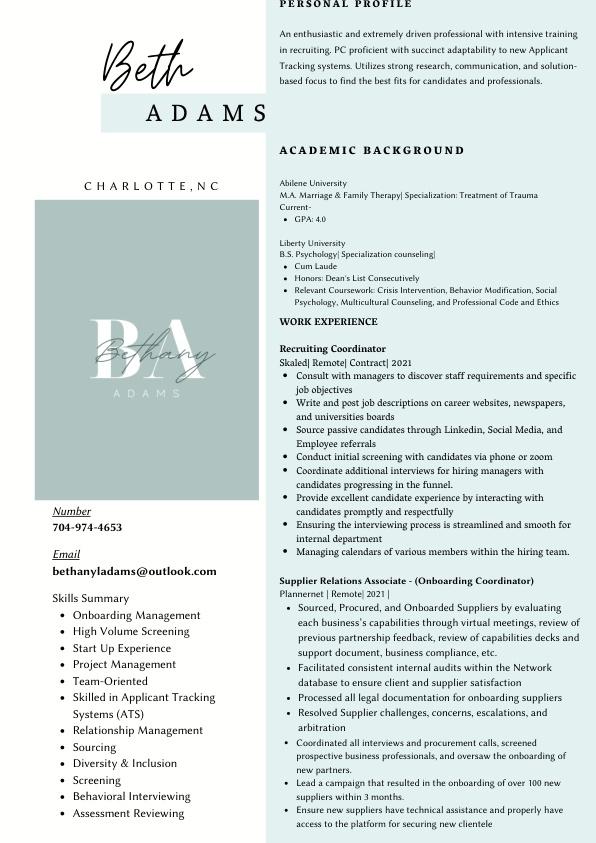 Beth
ADAMS
CHARLOTTE,NC
BA
Bethany
ADAMS
Number
704-974-4653
Email
bethanyladams@outlook.com
Skills Summary
• Onboarding Management
• High Volume Screening
• Start Up Experience
• Project Management
• Team-Oriented
• Skilled in Applicant Tracking
Systems (ATS)
• Relationship Management
• Sourcing
• Diversity & Inclusion
• Screening
• Behavioral Interviewing
• Assessment Reviewing
PERSONAL PROFILE
An enthusiastic and extremely driven professional with intensive training
in recruiting. PC proficient with succinct adaptability to new Applicant
Tracking systems. Utilizes strong research, communication, and solution-
based focus to find the best fits for candidates and professionals.
ACADEMIC BACKGROUND
Abilene University
M.A. Marriage & Family Therapy| Specialization: Treatment of Trauma
Current-
• GPA: 4.0
Liberty University
B.S. Psychology| Specialization counseling|
• Cum Laude
• Honors: Dean's List Consecutively
• Relevant Coursework: Crisis Intervention, Behavior Modification, Social
Psychology, Multicultural Counseling, and Professional Code and Ethics
WORK EXPERIENCE
Recruiting Coordinator
Skaled| Remote| Contract| 2021
• Consult with managers to discover staff requirements and specific
job objectives
• Write and post job descriptions on career websites, newspapers,
and universities boards
• Source passive candidates through Linkedin, Social Media, and
Employee referrals
• Conduct initial screening with candidates via phone or zoom
• Coordinate additional interviews for hiring managers with
candidates progressing in the funnel.
• Provide excellent candidate experience by interacting with
candidates promptly and respectfully
• Ensuring the interviewing process is streamlined and smooth for
internal department
• Managing calendars of various members within the hiring team.
Supplier Relations Associate - (Onboarding Coordinator)
Plannernet | Remote| 2021 |
• Sourced, Procured, and Onboarded Suppliers by evaluating
each business's capabilities through virtual meetings, review of
previous partnership feedback, review of capabilities decks and
support document, business compliance, etc.
• Facilitated consistent internal audits within the Network
database to ensure client and supplier satisfaction
• Processed all legal documentation for onboarding suppliers
• Resolved Supplier challenges, concerns, escalations, and
arbitration
• Coordinated all interviews and procurement calls, screened
prospective business professionals, and oversaw the onboarding of
new partners.
• Lead a campaign that resulted in the onboarding of over 100 new
suppliers within 3 months.
• Ensure new suppliers have technical assistance and properly have
access to the platform for securing new clientele